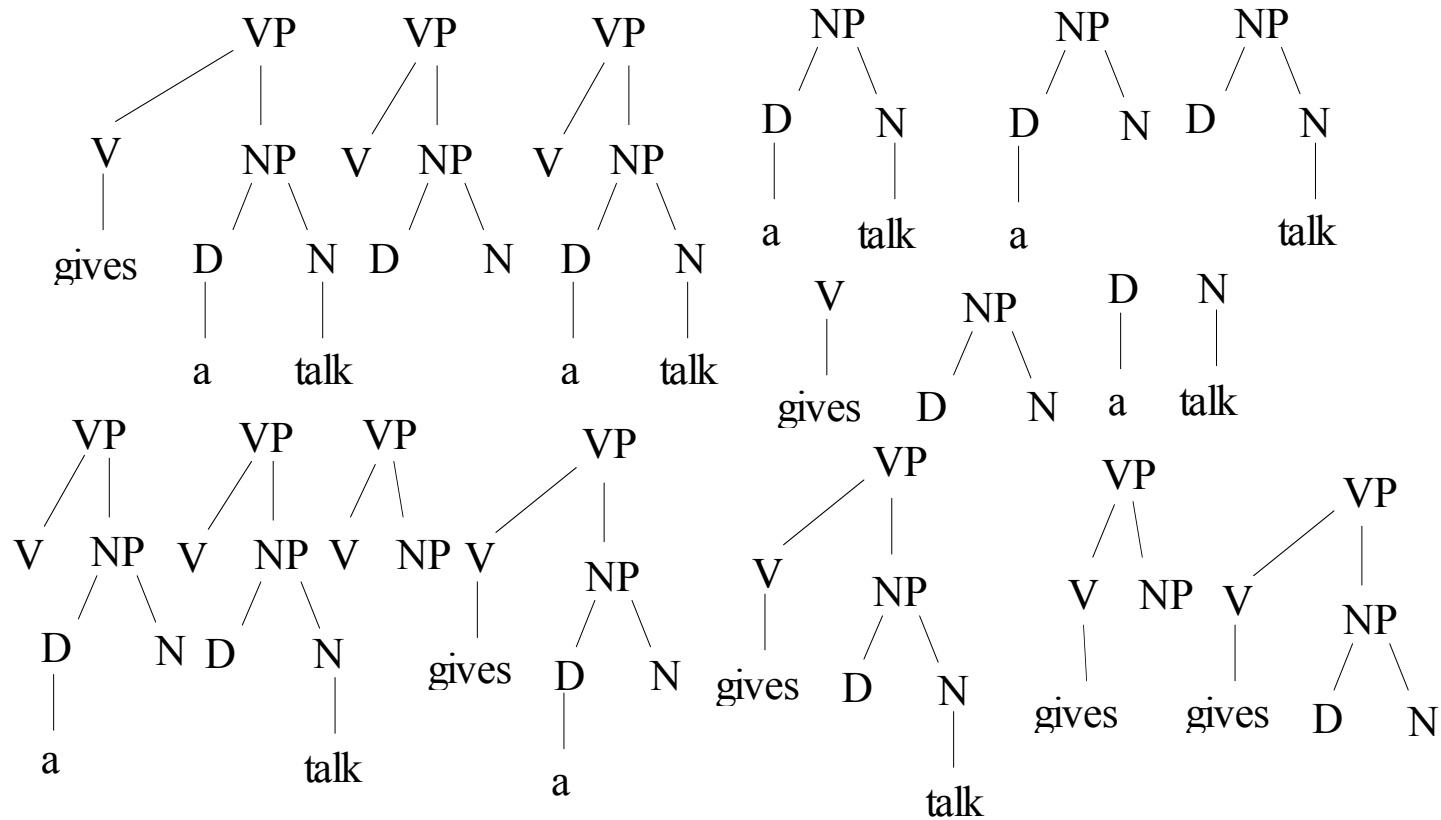 VP VP VP NP NP NP
D N D N D N
V NP V NP V NP
a talk a talk
gives D N D N D N
V NP D N
a talk a talk
gives D N a talk
VP VP VP VP VP VP VP
V NP V NP V NP V NP V NP V NP V NP
D N D N gives D N gives D N gives gives D N
a talk a talk